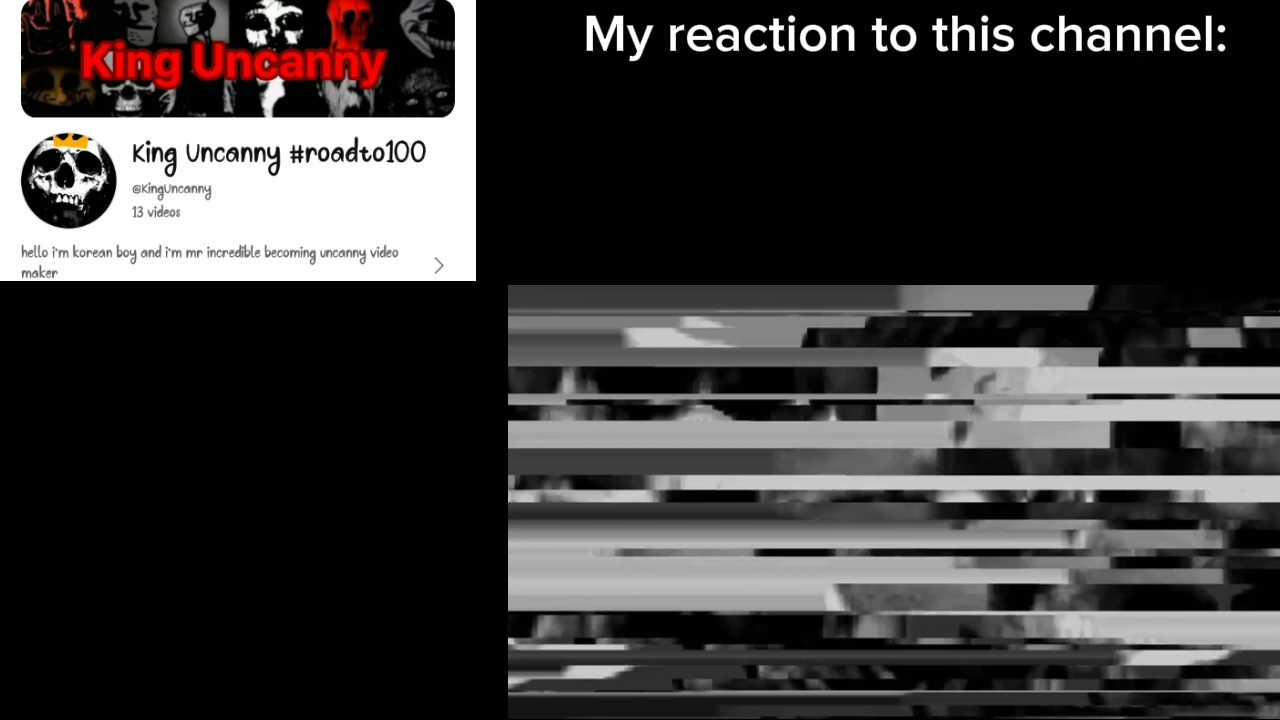 King Uncanny
My reaction to this channel:
King Uncanny #roadto100
@KingUncanny
13 videos
hello i'm korean boy and i'm mr incredible becoming uncanny video
maker